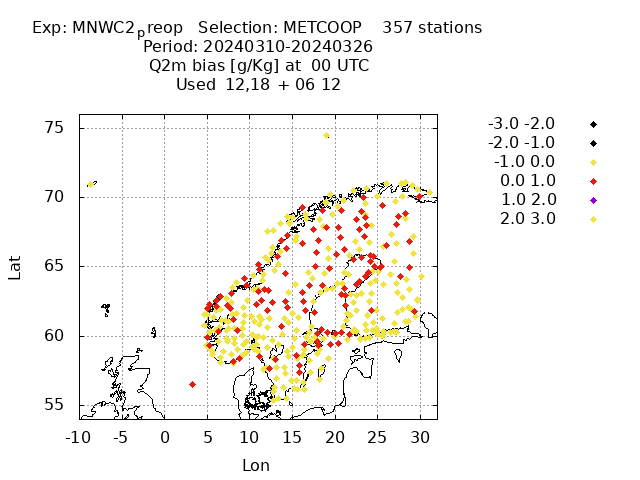 Exp: MNWC2preop   Selection: METCOOP    357 stations
Period: 20240310-20240326
Q2m bias [g/Kg] at  00 UTC
Used  12,18 + 06 12
-3.0 -2.0
-2.0 -1.0
-1.0 0.0
0.0 1.0
1.0 2.0
2.0 3.0
75
70
65
60
55
Lat
-10 -5 0 5 10 15 20 25 30
Lon